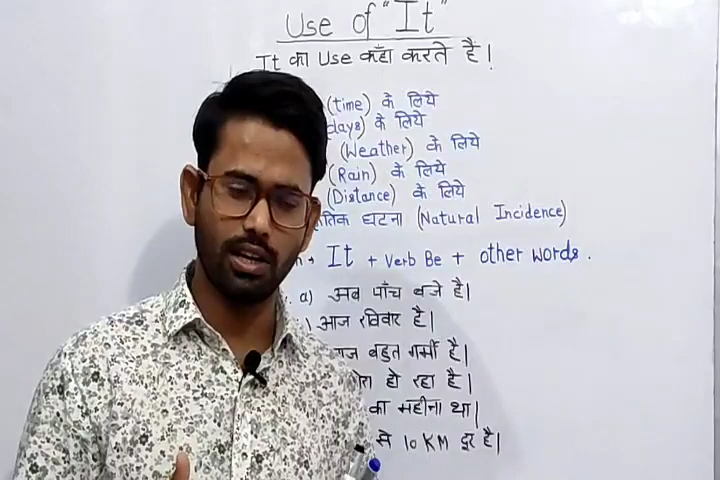 Use of "It"
It का Use कहाँ करते है।
(time) के लिये
days) के लिये
(Weather) के लिये
(Rain) के लिये
(Distance) के लिये
घटना (Natural Incidence)
It + Verb Be + other words.
a) अब पाँच बजे है।
आज रविवार है।
बहुत गर्मी है।
हो रहा है।
का महीना था।
से 10 KM दूर है।